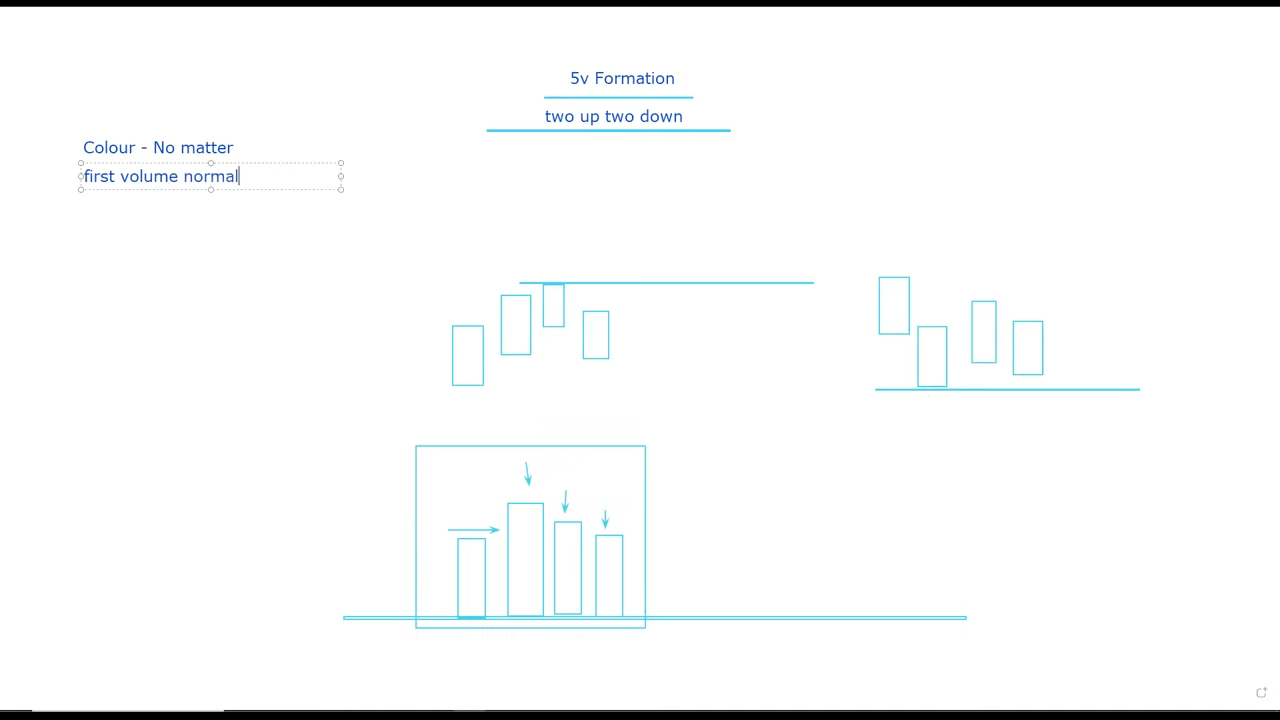 5v Formation
two up two down
Colour - No matter
first volume normal